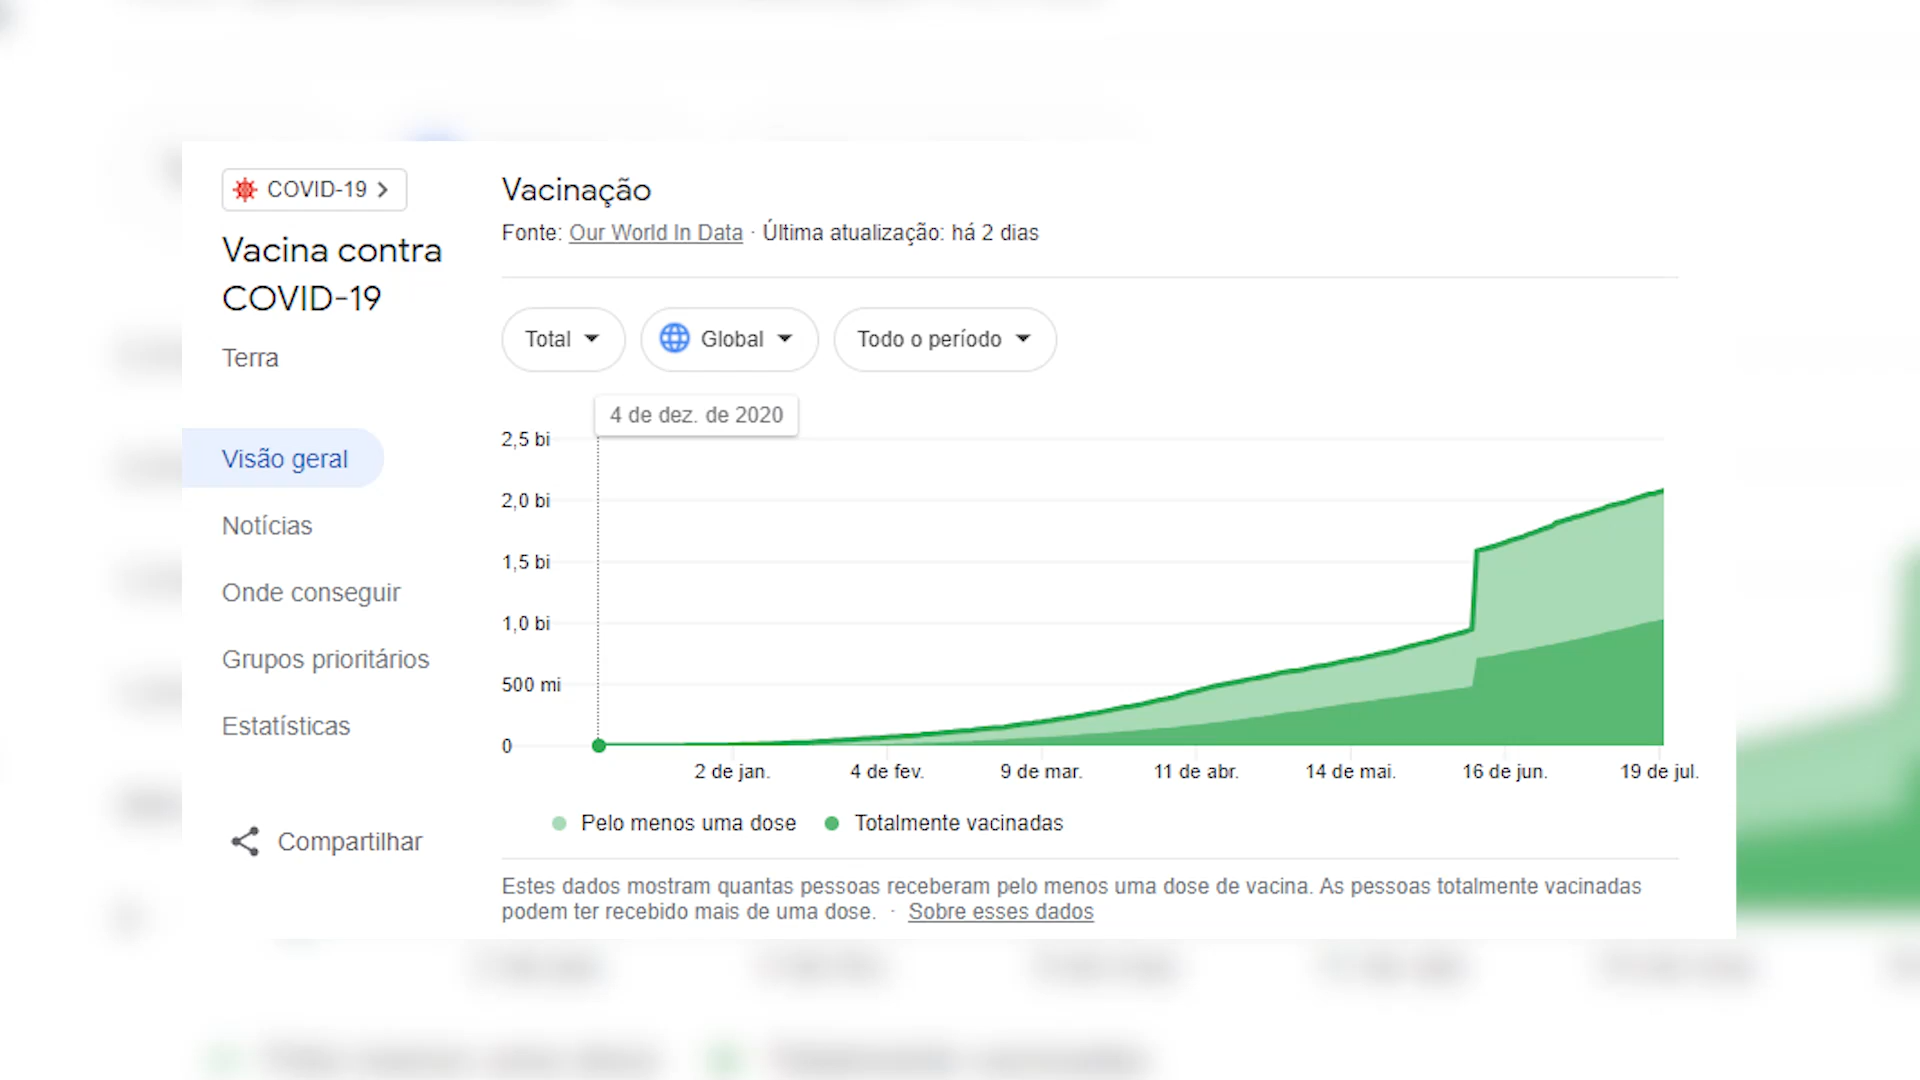 COVID-19
Vacina contra
COVID-19
Terra
Visão geral
Notícias
Onde conseguir
Grupos prioritários
Estatísticas
Compartilhar
Vacinação
Fonte: Our World In Data · Última atualização: há 2 dias
Total
Global
Todo o período
4 de dez. de 2020
2,5 bi
2,0 bi
1,5 bi
1,0 bi
500 mi
0
2 de jan.
4 de fev.
9 de mar.
11 de abr.
14 de mai.
16 de jun.
19 de jul.
Pelo menos uma dose
Totalmente vacinadas
Estes dados mostram quantas pessoas receberam pelo menos uma dose de vacina. As pessoas totalmente vacinadas
podem ter recebido mais de uma dose. · Sobre esses dados